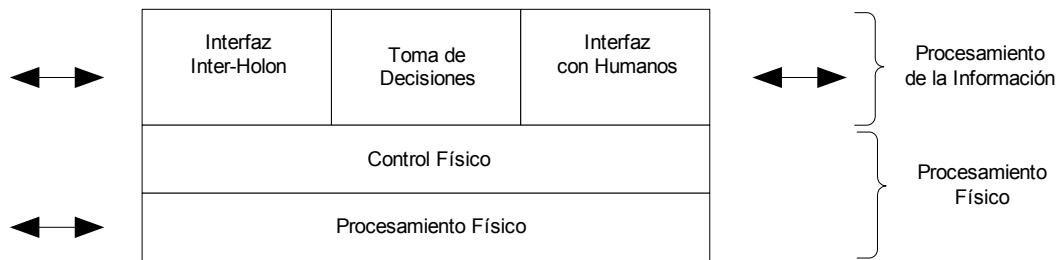 Interfaz
Inter-Holon
Toma de
Decisiones
Interfaz
con Humanos
Procesamiento
de la Información
Control Físico
Procesamiento
Físico
Procesamiento Físico